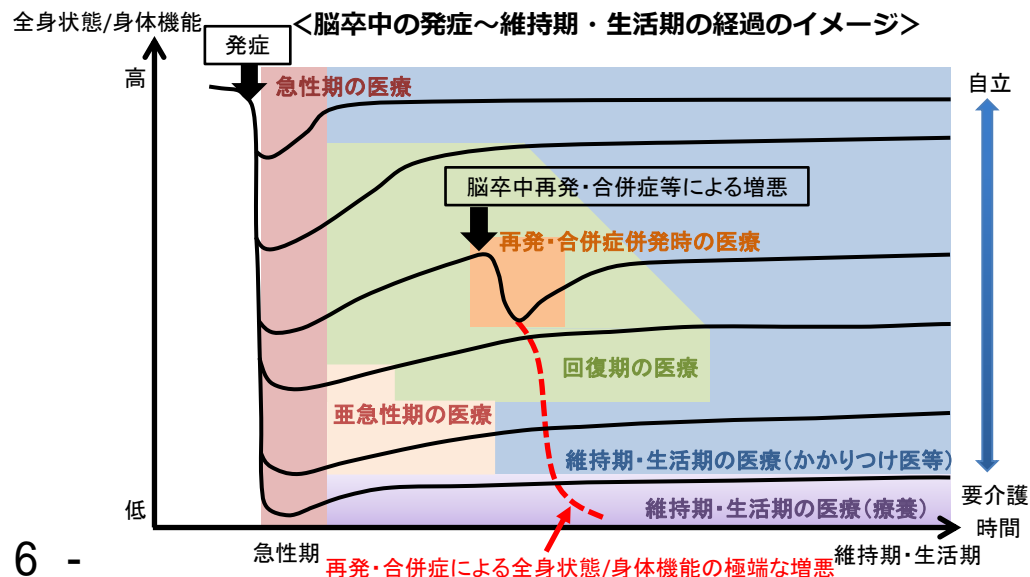 全身状態/身体機能
<脳卒中の発症～維持期・生活期の経過のイメージ>
発症
高
急性期の医療
自立
脳卒中再発・合併症等による増悪
再発・合併症併発時の医療
回復期の医療
亜急性期の医療
維持期・生活期の医療(かかりつけ医等)
維持期・生活期の医療(療養)
低
要介護
時間
急性期
維持期・生活期
再発・合併症による全身状態/身体機能の極端な増悪
6 -